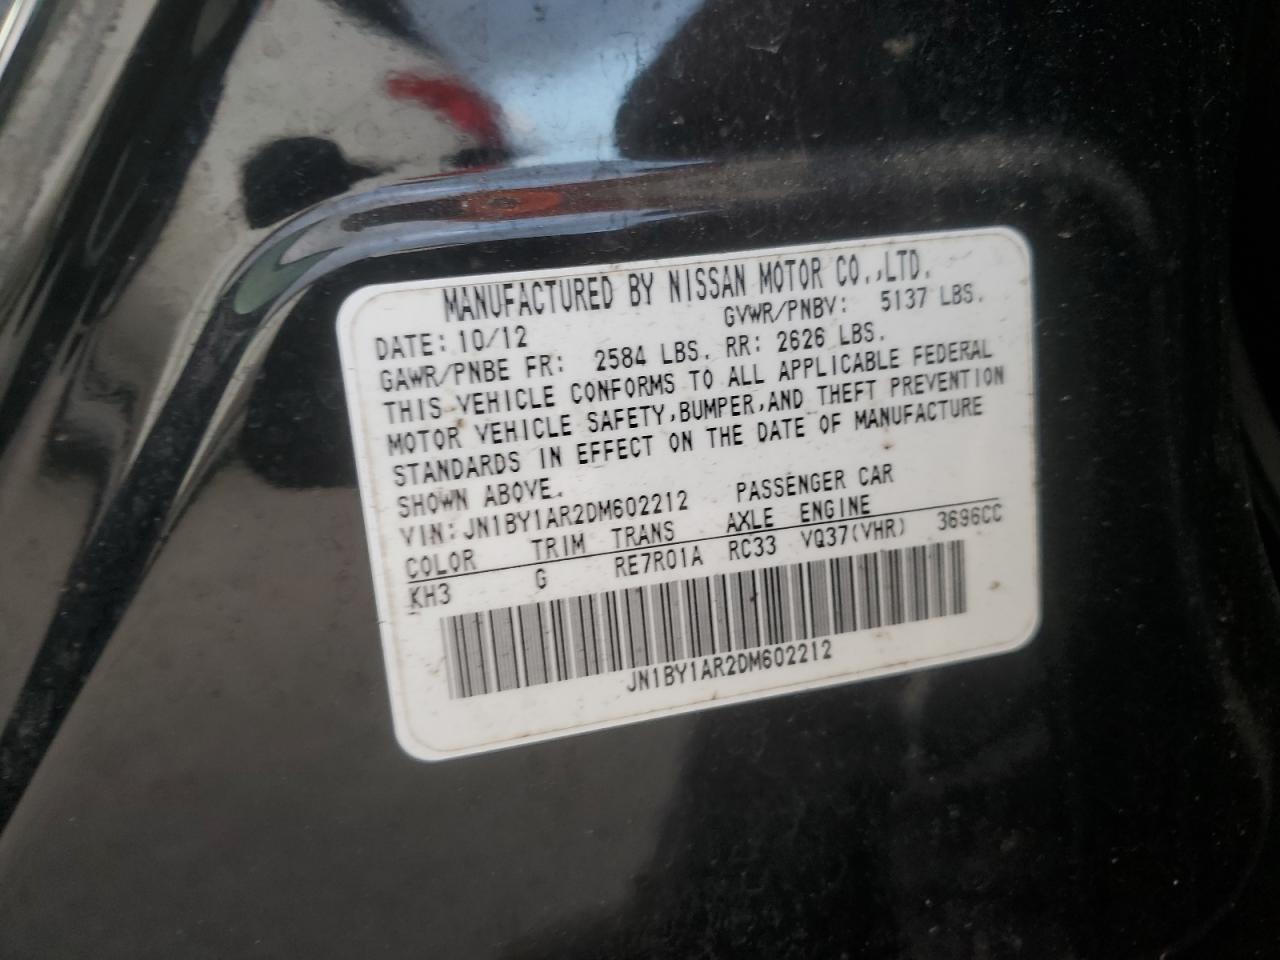 MANUFACTURED BY NISSAN MOTOR CO.,LTD.
DATE: 10/12 GVWR/PNBV: 5137 LBS.
GAWR/PNBE FR: 2584 LBS. RR: 2626 LBS.
THIS VEHICLE CONFORMS TO ALL APPLICABLE FEDERAL
MOTOR VEHICLE SAFETY,BUMPER,AND THEFT PREVENTION
STANDARDS IN EFFECT ON THE DATE OF MANUFACTURE
SHOWN ABOVE.
VIN: JN1BY1AR2DM602212 PASSENGER CAR
COLOR TRIM TRANS AXLE ENGINE
KH3 G RE7R01A RC33 VQ37(VHR) 3696CC
JN1BY1AR2DM602212